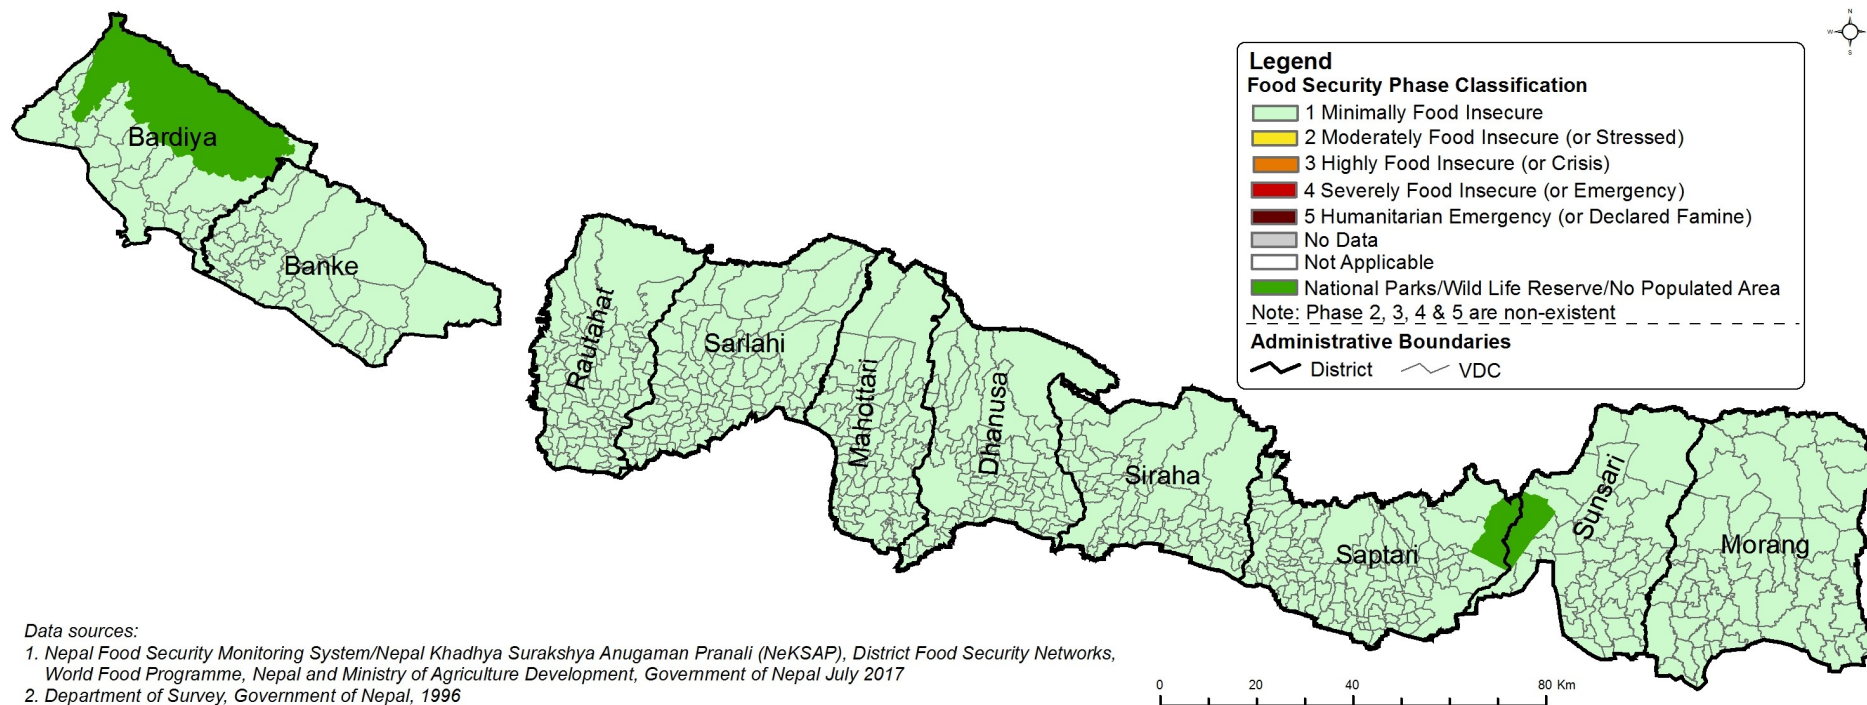 N
W
S
Legend
Food Security Phase Classification
1 Minimally Food Insecure
2 Moderately Food Insecure (or Stressed)
3 Highly Food Insecure (or Crisis)
4 Severely Food Insecure (or Emergency)
5 Humanitarian Emergency (or Declared Famine)
No Data
Not Applicable
National Parks/Wild Life Reserve/No Populated Area
Note: Phase 2, 3, 4 & 5 are non-existent
Administrative Boundaries
District VDC
Bardiya
Banke
Rautahat
Sarlahi
Mahottari
Dhanusa
Siraha
Saptari
Sunsari
Morang
Data sources:
1. Nepal Food Security Monitoring System/Nepal Khadhya Surakshya Anugaman Pranali (NeKSAP), District Food Security Networks,
World Food Programme, Nepal and Ministry of Agriculture Development, Government of Nepal July 2017
2. Department of Survey, Government of Nepal, 1996
0 20 40 80 Km